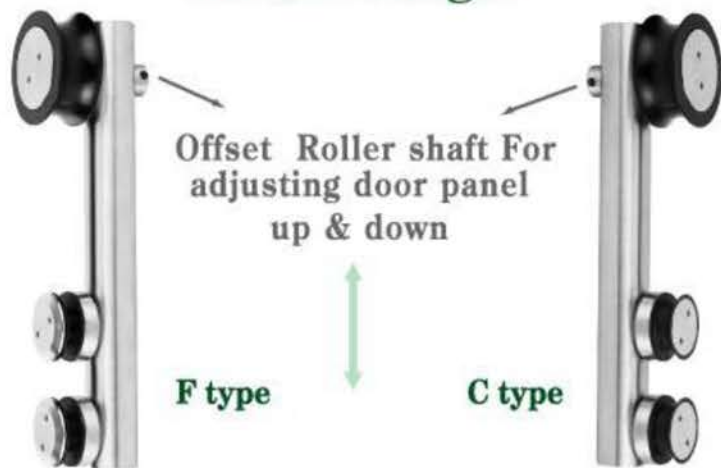 Offset Roller shaft For
adjusting door panel
up & down
F type
C type